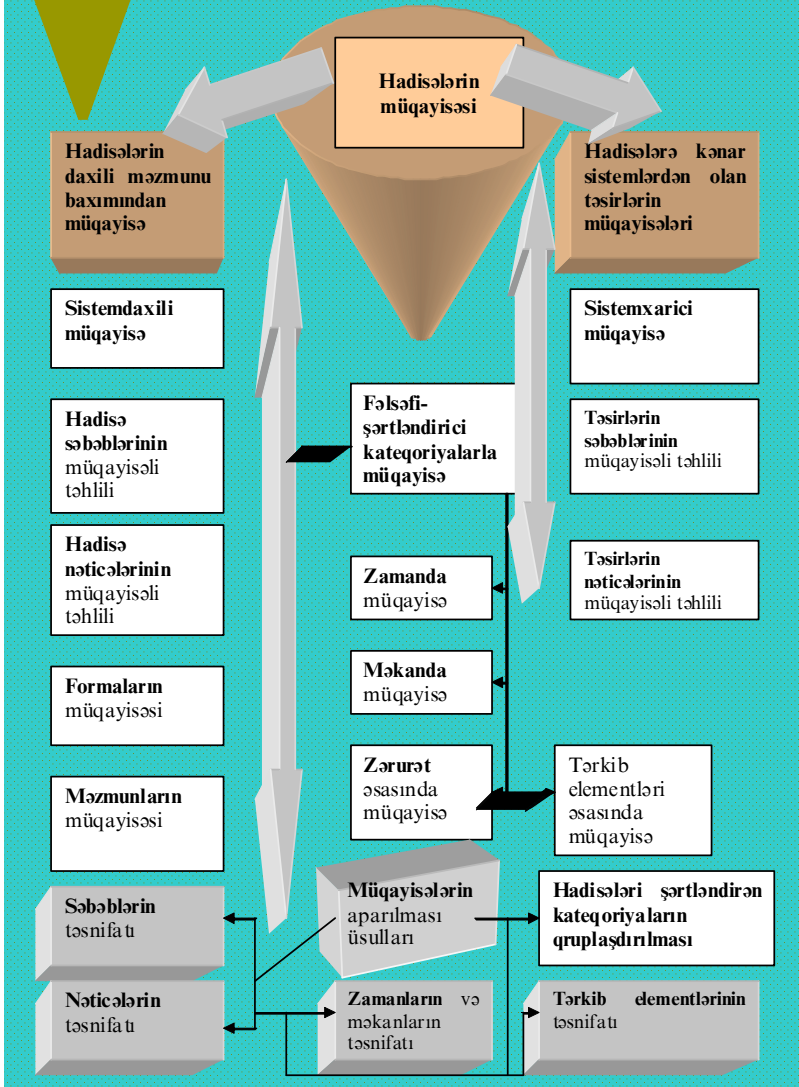 Hadisələrin
müqayisəsi
Hadisələrin
daxili məzmunu
baxımından
müqayisə
Hadisələrə kənar
sistemlərdən olan
təsirlərin
müqayisələri
Sistemdaxili
müqayisə
Sistemxarici
müqayisə
Hadisə
səbəblərinin
müqayisəli
təhlili
Fəlsəfi-
şərtləndirici
kateqoriyalarla
müqayisə
Təsirlərin
səbəblərinin
müqayisəli təhlili
Hadisə
nəticələrinin
müqayisəli
təhlili
Zamanda
müqayisə
Təsirlərin
nəticələrinin
müqayisəli təhlili
Formaların
müqayisəsi
Məkanda
müqayisə
Məzmunların
müqayisəsi
Zərurət
əsasında
müqayisə
Tərkib
elementləri
əsasında
müqayisə
Səbəblərin
təsnifatı
Müqayisələrin
aparılması
üsulları
Hadisələri şərtləndirən
kateqoriyaların
qruplaşdırılması
Nəticələrin
təsnifatı
Zamanların və
məkanların
təsnifatı
Tərkib elementlərinin
təsnifatı